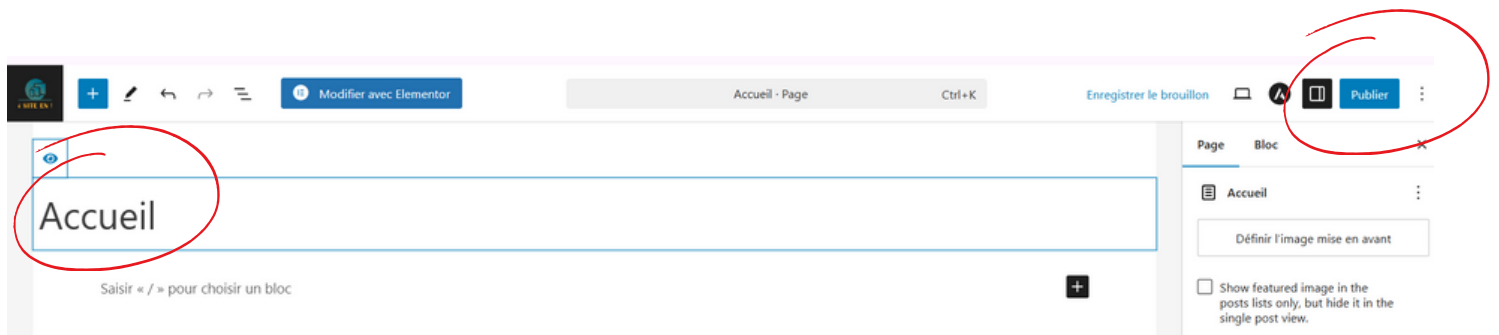 Modifier avec Elementor
Accueil · Page
Ctrl+K
Enregistrer le brouillon
Publier
Page
Bloc
Accueil
Accueil
Définir l'image mise en avant
Saisir « / » pour choisir un bloc
Show featured image in the
posts lists only, but hide it in the
single post view.